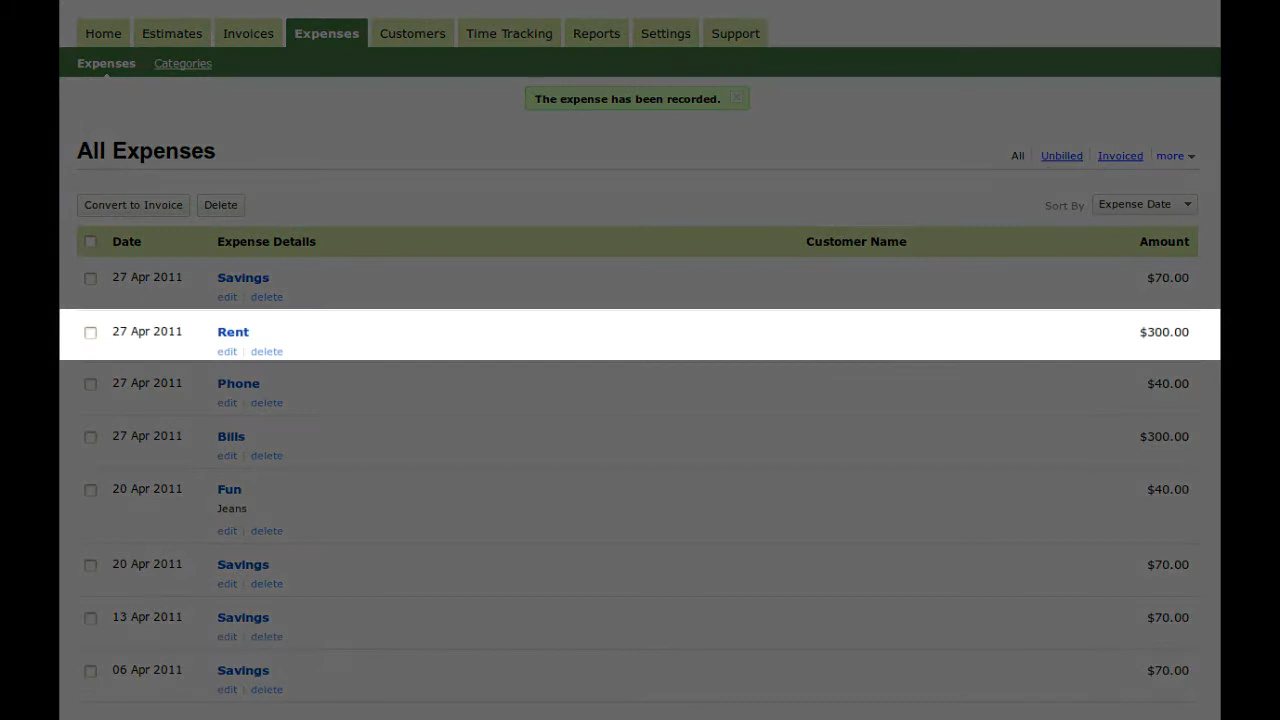 Home Estimates Invoices Expenses Customers Time Tracking Reports Settings Support
Expenses Categories
The expense has been recorded.
All Expenses
All Unbilled Invoiced more
Convert to Invoice Delete Sort By Expense Date
Date Expense Details Customer Name Amount
27 Apr 2011 Savings $70.00
edit | delete
27 Apr 2011 Rent $300.00
edit | delete
27 Apr 2011 Phone $40.00
edit | delete
27 Apr 2011 Bills $300.00
edit | delete
20 Apr 2011 Fun $40.00
Jeans
edit | delete
20 Apr 2011 Savings $70.00
edit | delete
13 Apr 2011 Savings $70.00
edit | delete
06 Apr 2011 Savings $70.00
edit | delete